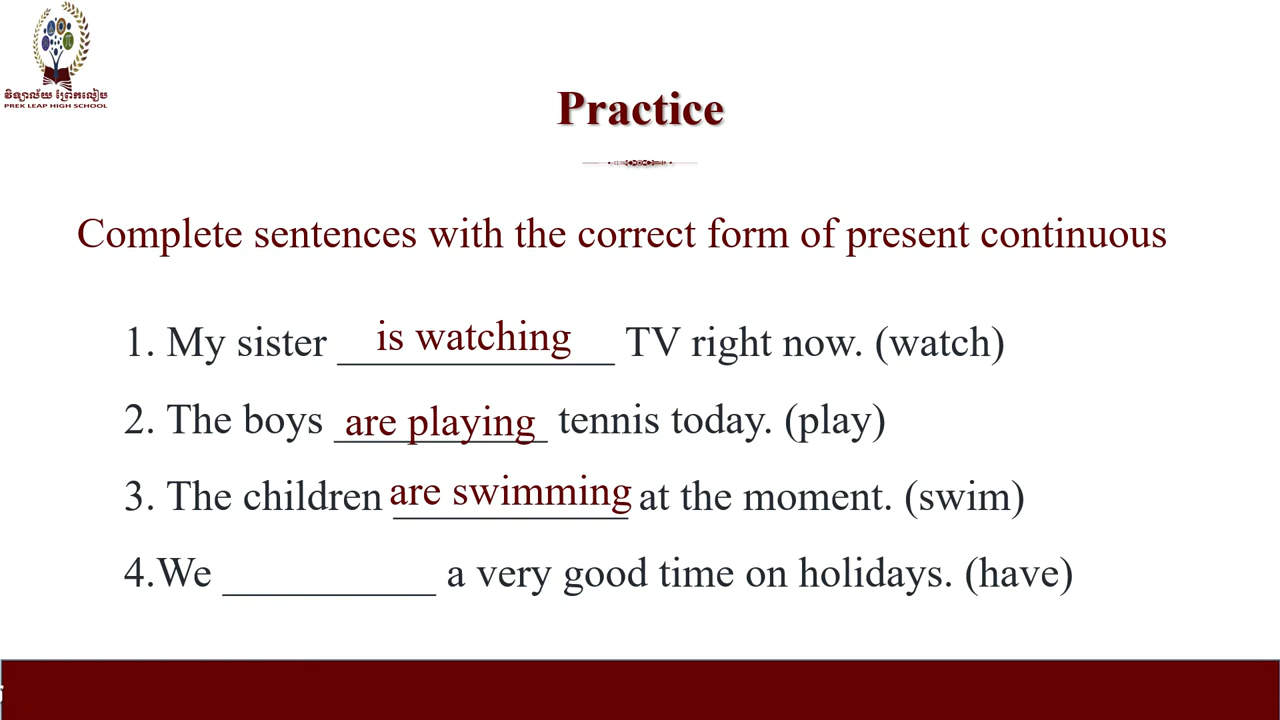 វិទ្យាល័យ ព្រែកលៀប
PREK LEAP HIGH SCHOOL
Practice
Complete sentences with the correct form of present continuous
1. My sister is watching TV right now. (watch)
2. The boys are playing tennis today. (play)
3. The children are swimming at the moment. (swim)
4.We __________ a very good time on holidays. (have)